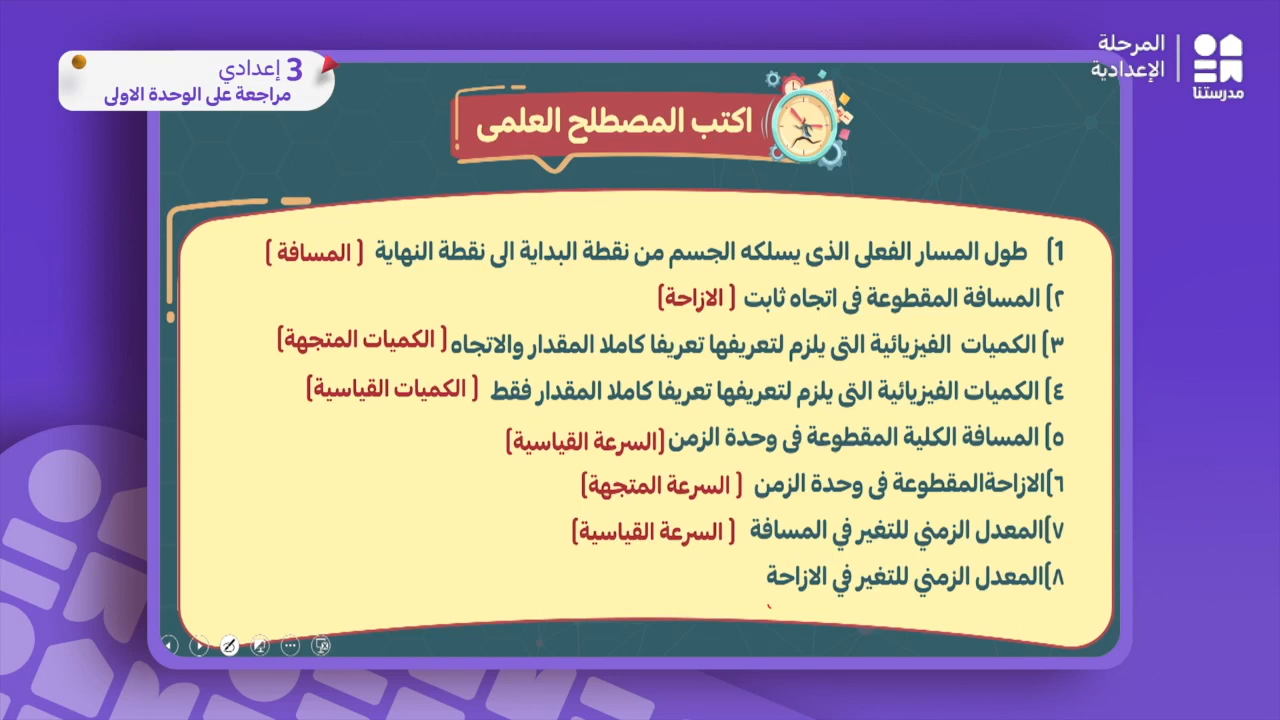 المرحلة
الإعدادية
مدرستنا
3 إعدادي
مراجعة على الوحدة الاولى
اكتب المصطلح العلمى
1) طول المسار الفعلى الذى يسلكه الجسم من نقطة البداية الى نقطة النهاية ( المسافة )
٢) المسافة المقطوعة فى اتجاه ثابت ( الازاحة)
٣) الكميات الفيزيائية التى يلزم لتعريفها تعريفا كاملا المقدار والاتجاه ( الكميات المتجهة)
٤) الكميات الفيزيائية التى يلزم لتعريفها تعريفا كاملا المقدار فقط ( الكميات القياسية)
٥) المسافة الكلية المقطوعة فى وحدة الزمن (السرعة القياسية)
٦)الازاحةالمقطوعة فى وحدة الزمن ( السرعة المتجهة)
٧)المعدل الزمني للتغير في المسافة ( السرعة القياسية)
٨)المعدل الزمني للتغير في الازاحة